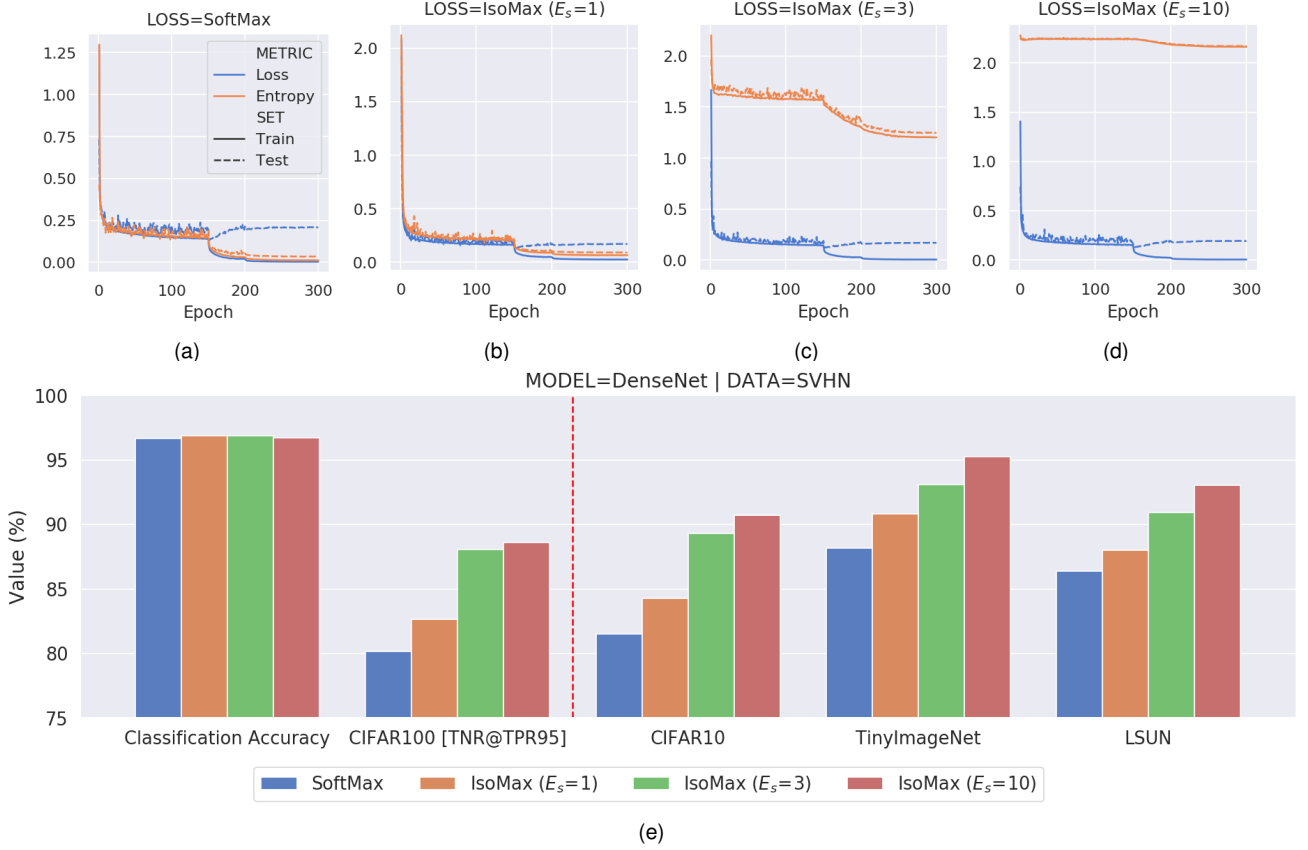 LOSS=SoftMax
1.25
1.00
0.75
0.50
0.25
0.00
METRIC
Loss
Entropy
SET
Train
Test
0 100 200 300
Epoch
(a)
LOSS=IsoMax (E_s=1)
2.0
1.5
1.0
0.5
0.0
0 100 200 300
Epoch
(b)
LOSS=IsoMax (E_s=3)
2.0
1.5
1.0
0.5
0.0
0 100 200 300
Epoch
(c)
LOSS=IsoMax (E_s=10)
2.0
1.5
1.0
0.5
0.0
0 100 200 300
Epoch
(d)
MODEL=DenseNet | DATA=SVHN
Value (%)
100
95
90
85
80
75
Classification Accuracy CIFAR100 [TNR@TPR95] CIFAR10 TinyImageNet LSUN
SoftMax IsoMax (E_s=1) IsoMax (E_s=3) IsoMax (E_s=10)
(e)